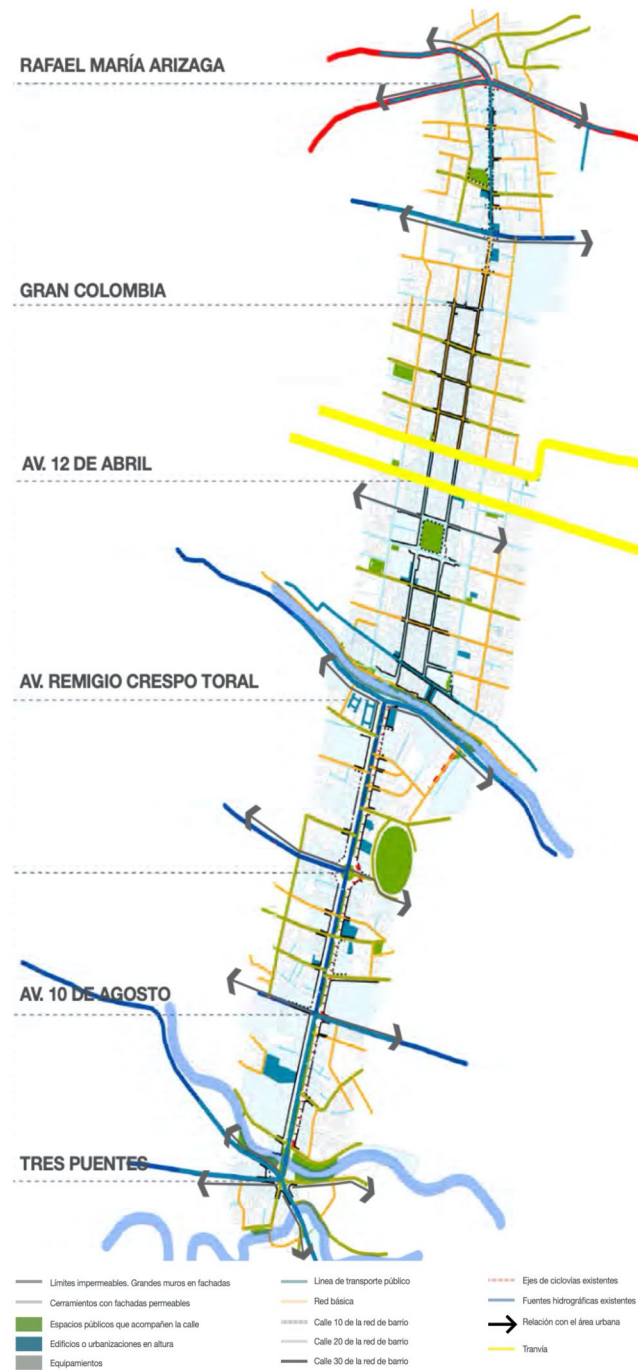 RAFAEL MARÍA ARIZAGA
GRAN COLOMBIA
AV. 12 DE ABRIL
AV. REMIGIO CRESPO TORAL
AV. 10 DE AGOSTO
TRES PUENTES
Límites impermeables. Grandes muros en fachadas
Cerramientos con fachadas permeables
Espacios públicos que acompañen la calle
Edificios o urbanizaciones en altura
Equipamientos
Línea de transporte público
Red básica
Calle 10 de la red de barrio
Calle 20 de la red de barrio
Calle 30 de la red de barrio
Ejes de ciclovías existentes
Fuentes hidrográficas existentes
Relación con el área urbana
Tranvía